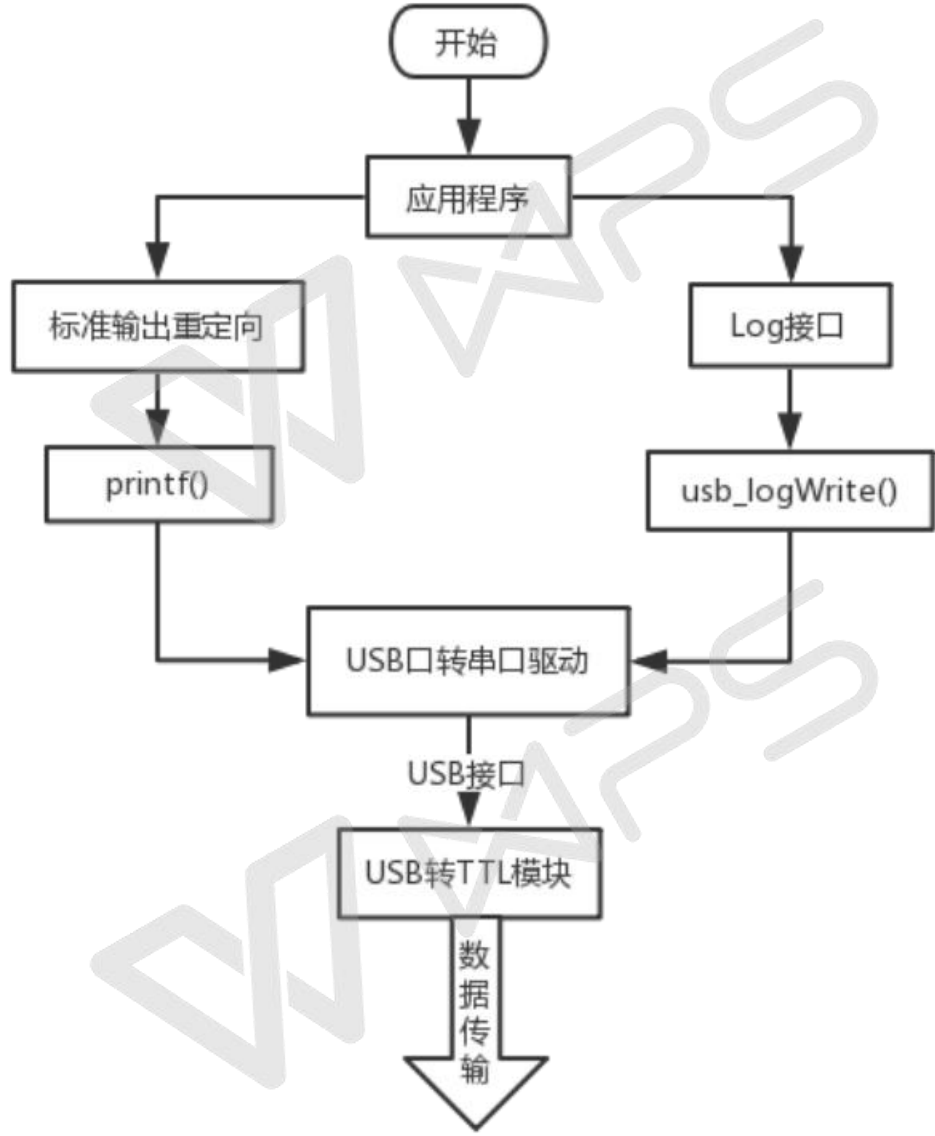 开始
应用程序
标准输出重定向
Log接口
printf()
usb_logWrite()
USB口转串口驱动
USB接口
USB转TTL模块
数
据
传
输
WPS
WPS